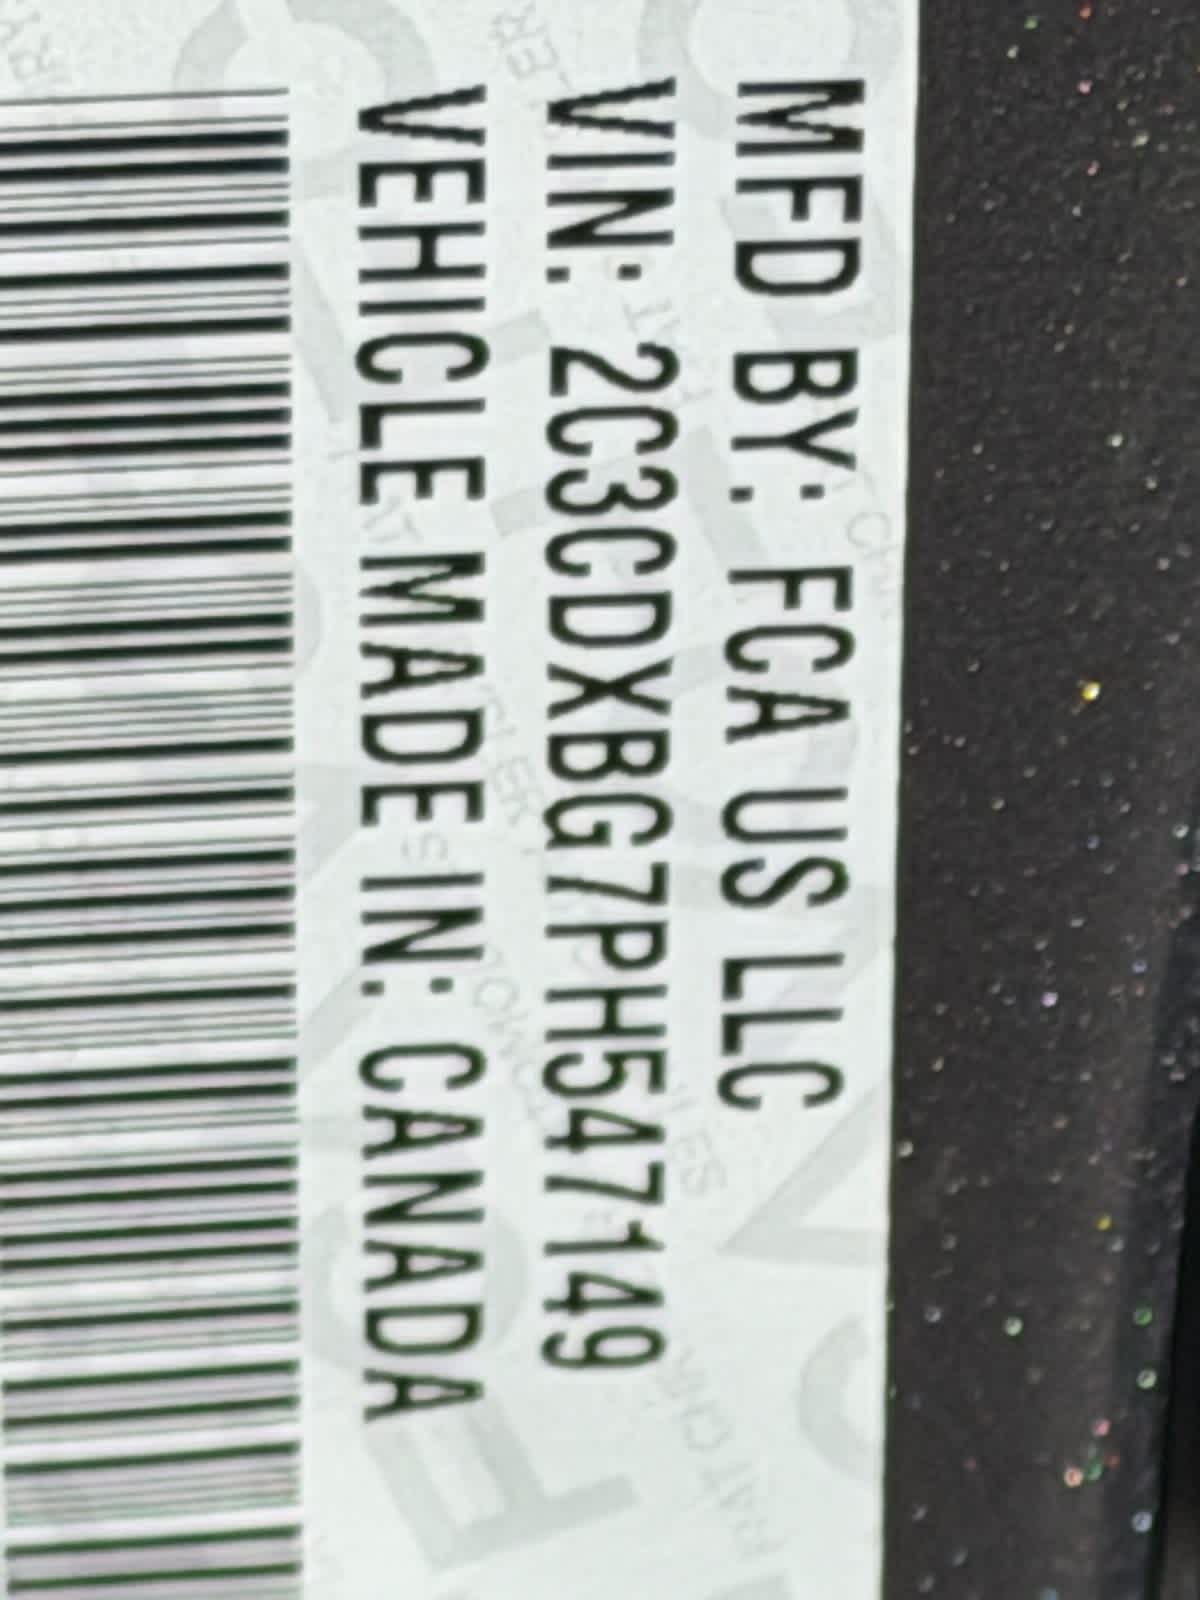 MFD BY: FCA US LLC
VIN: 2C3CDXBG7PH547149
VEHICLE MADE IN: CANADA